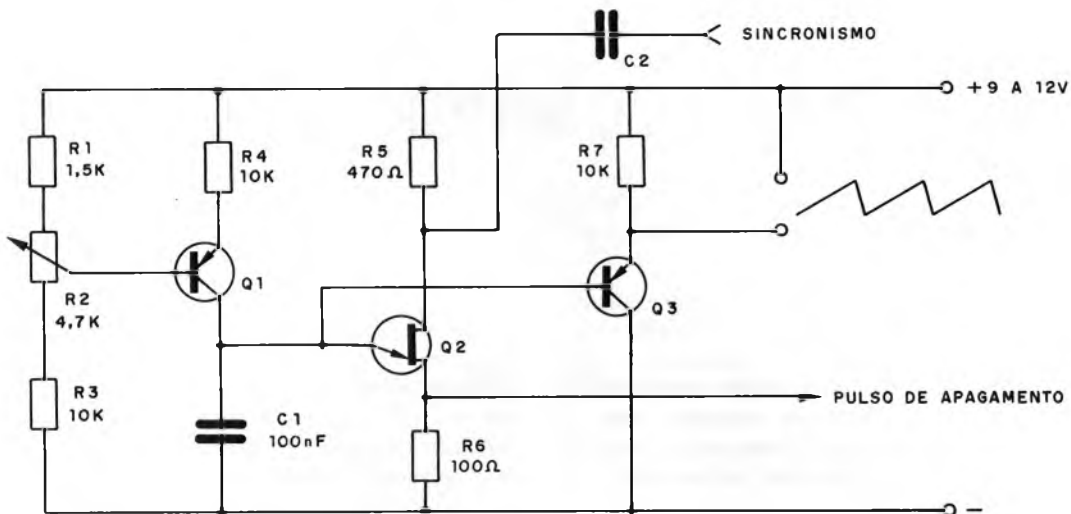 SINCRONISMO
C2
+9 A 12V
R1
1,5K
R4
10K
R5
470Ω
R7
10K
Q1
R2
4,7K
Q2
Q3
R3
10K
C1
100nF
R6
100Ω
PULSO DE APAGAMENTO
−